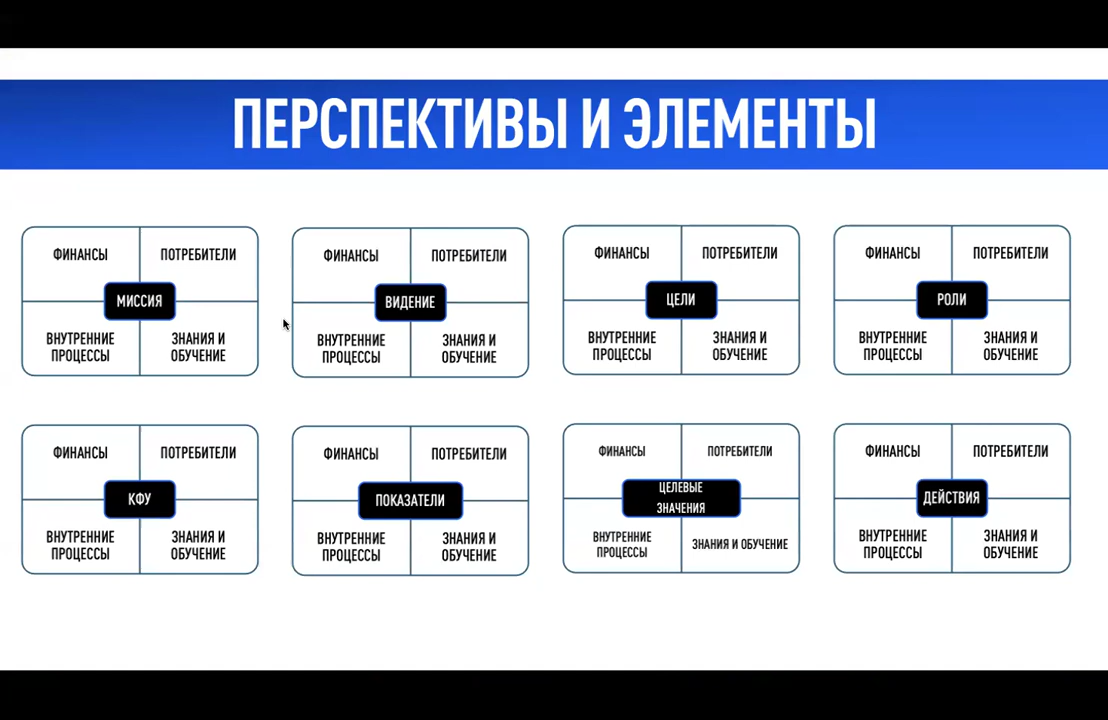 ПЕРСПЕКТИВЫ И ЭЛЕМЕНТЫ
ФИНАНСЫ ПОТРЕБИТЕЛИ
МИССИЯ
ВНУТРЕННИЕ ПРОЦЕССЫ
ЗНАНИЯ И ОБУЧЕНИЕ
ФИНАНСЫ ПОТРЕБИТЕЛИ
ВИДЕНИЕ
ВНУТРЕННИЕ ПРОЦЕССЫ
ЗНАНИЯ И ОБУЧЕНИЕ
ФИНАНСЫ ПОТРЕБИТЕЛИ
ЦЕЛИ
ВНУТРЕННИЕ ПРОЦЕССЫ
ЗНАНИЯ И ОБУЧЕНИЕ
ФИНАНСЫ ПОТРЕБИТЕЛИ
РОЛИ
ВНУТРЕННИЕ ПРОЦЕССЫ
ЗНАНИЯ И ОБУЧЕНИЕ
ФИНАНСЫ ПОТРЕБИТЕЛИ
КФУ
ВНУТРЕННИЕ ПРОЦЕССЫ
ЗНАНИЯ И ОБУЧЕНИЕ
ФИНАНСЫ ПОТРЕБИТЕЛИ
ПОКАЗАТЕЛИ
ВНУТРЕННИЕ ПРОЦЕССЫ
ЗНАНИЯ И ОБУЧЕНИЕ
ФИНАНСЫ ПОТРЕБИТЕЛИ
ЦЕЛЕВЫЕ
ЗНАЧЕНИЯ
ВНУТРЕННИЕ ПРОЦЕССЫ
ЗНАНИЯ И ОБУЧЕНИЕ
ФИНАНСЫ ПОТРЕБИТЕЛИ
ДЕЙСТВИЯ
ВНУТРЕННИЕ ПРОЦЕССЫ
ЗНАНИЯ И ОБУЧЕНИЕ